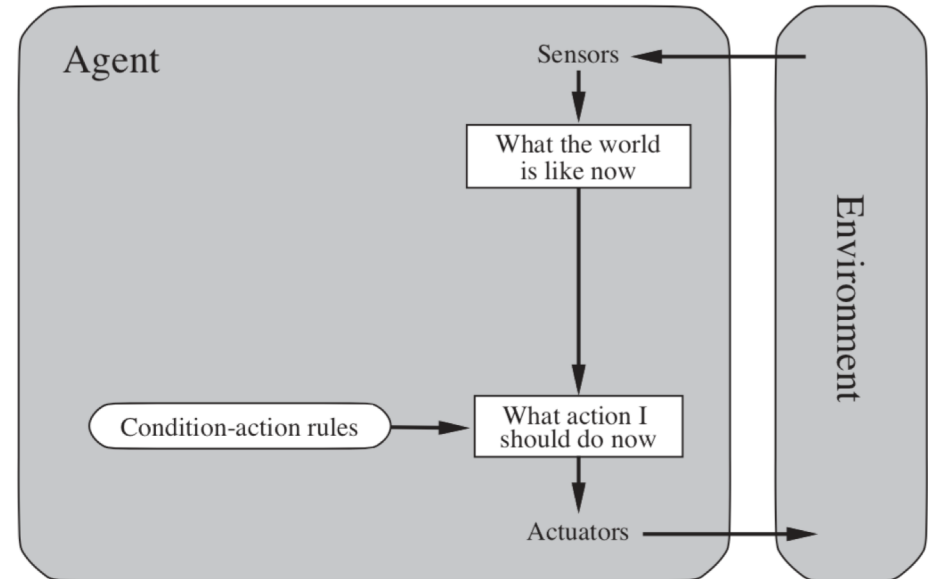 Agent
Sensors
What the world
is like now
Environment
Condition-action rules
What action I
should do now
Actuators